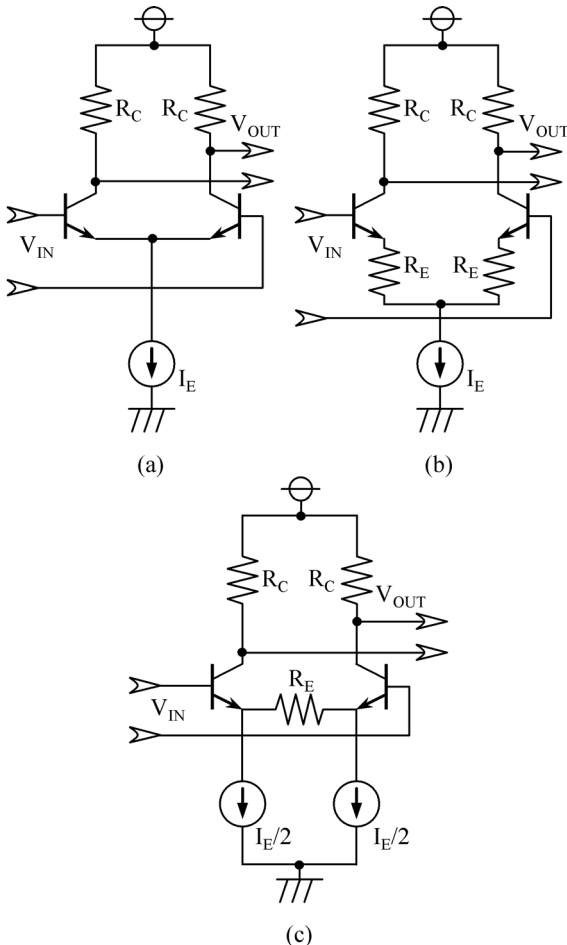 R_C R_C
V_OUT
V_IN
I_E
(a)
R_C R_C
V_OUT
V_IN
R_E R_E
I_E
(b)
R_C R_C
V_OUT
R_E
V_IN
I_E/2 I_E/2
(c)